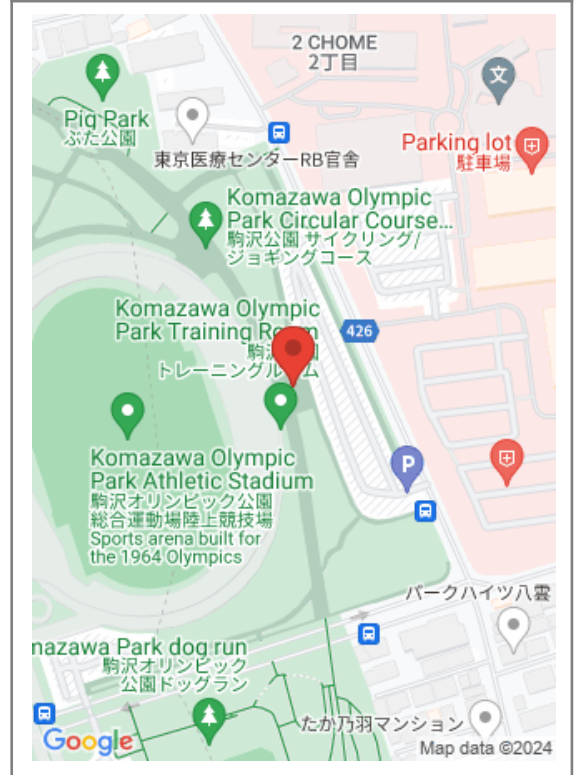 2 CHOME
2丁目
文
Pig Park
ぶた公園
東京医療センターRB官舎
Parking lot
駐車場
Komazawa Olympic
Park Circular Course...
駒沢公園 サイクリング/
ジョギングコース
Komazawa Olympic
Park Training Room
426
トレーニングルーム
P
Komazawa Olympic
Park Athletic Stadium
駒沢オリンピック公園
総合運動場陸上競技場
Sports arena built for
the 1964 Olympics
パークハイツ八雲
mazawa Park dog run
駒沢オリンピック
公園ドッグラン
たか乃羽マンション
Google
Map data ©2024